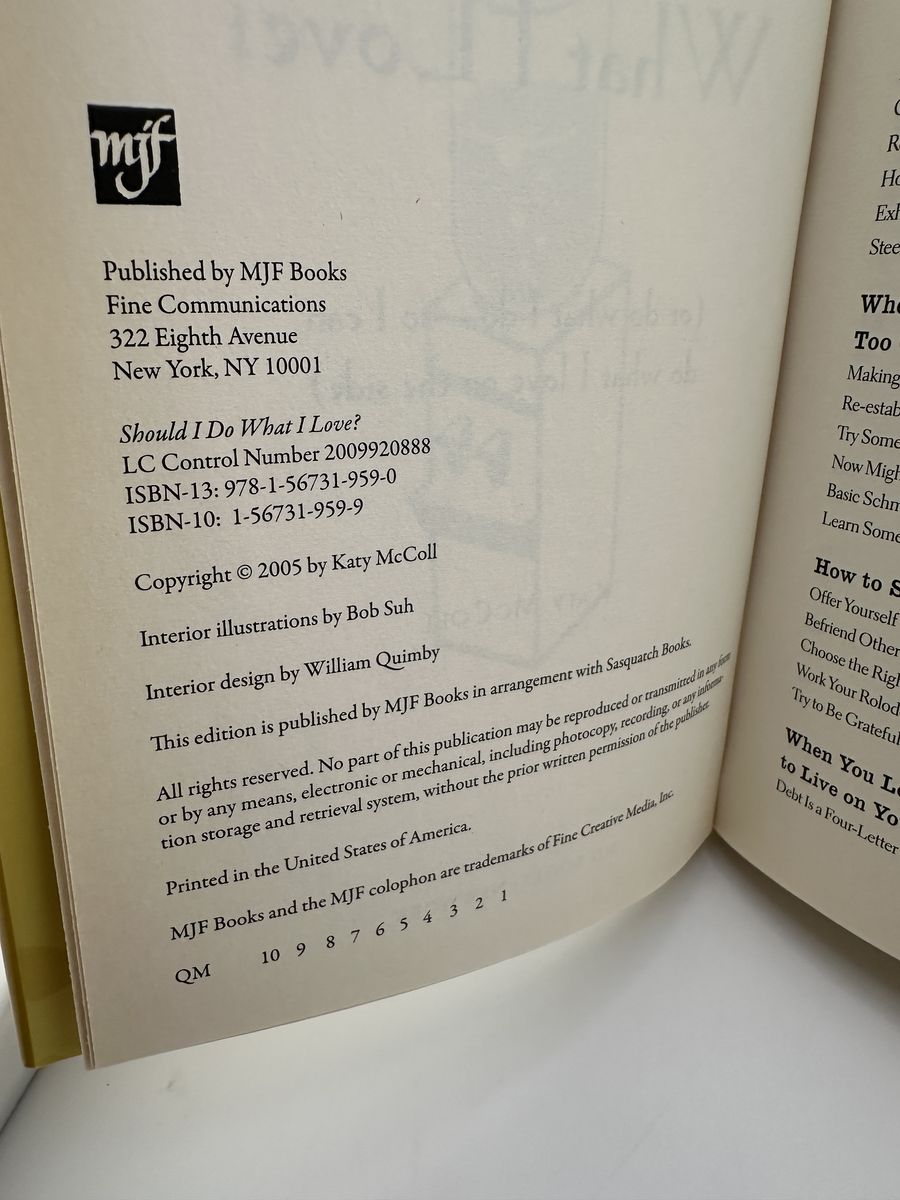 mjf
Published by MJF Books
Fine Communications
322 Eighth Avenue
New York, NY 10001
Should I Do What I Love?
LC Control Number 2009920888
ISBN-13: 978-1-56731-959-0
ISBN-10: 1-56731-959-9
Copyright © 2005 by Katy McColl
Interior illustrations by Bob Suh
Interior design by William Quimby
This edition is published by MJF Books in arrangement with Sasquatch Books.
All rights reserved. No part of this publication may be reproduced or transmitted in any form
or by any means, electronic or mechanical, including photocopy, recording, or any informa-
tion storage and retrieval system, without the prior written permission of the publisher.
Printed in the United States of America.
MJF Books and the MJF colophon are trademarks of Fine Creative Media, Inc.
QM 10 9 8 7 6 5 4 3 2 1
Too
Making
Re-estab
Try Some
Now Migh
Basic Schm
Learn Some
How to S
Offer Yourself
Befriend Other
Choose the Righ
Work Your Rolod
Try to Be Grateful
When You Lo
to Live on Yo
Debt Is a Four-Letter